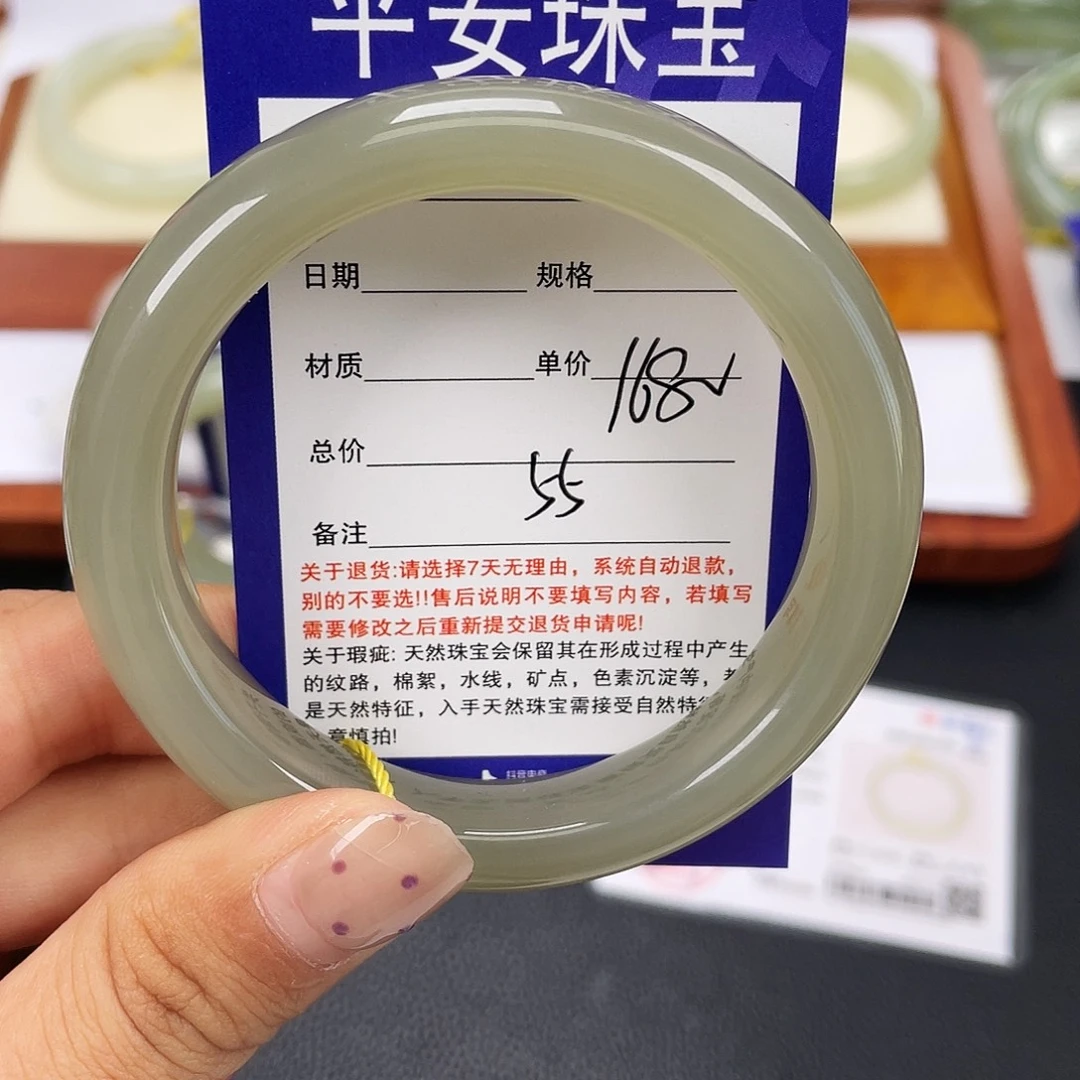 平安珠宝
日期 规格
材质 单价 168
总价
55
备注
关于退货:请选择7天无理由，系统自动退款，
别的不要选!!售后说明不要填写内容，若填写
需要修改之后重新提交退货申请呢!
关于瑕疵: 天然珠宝会保留其在形成过程中产生
的纹路，棉絮，水线，矿点，色素沉淀等，都
是天然特征，入手天然珠宝需接受自然特征
意慎拍!